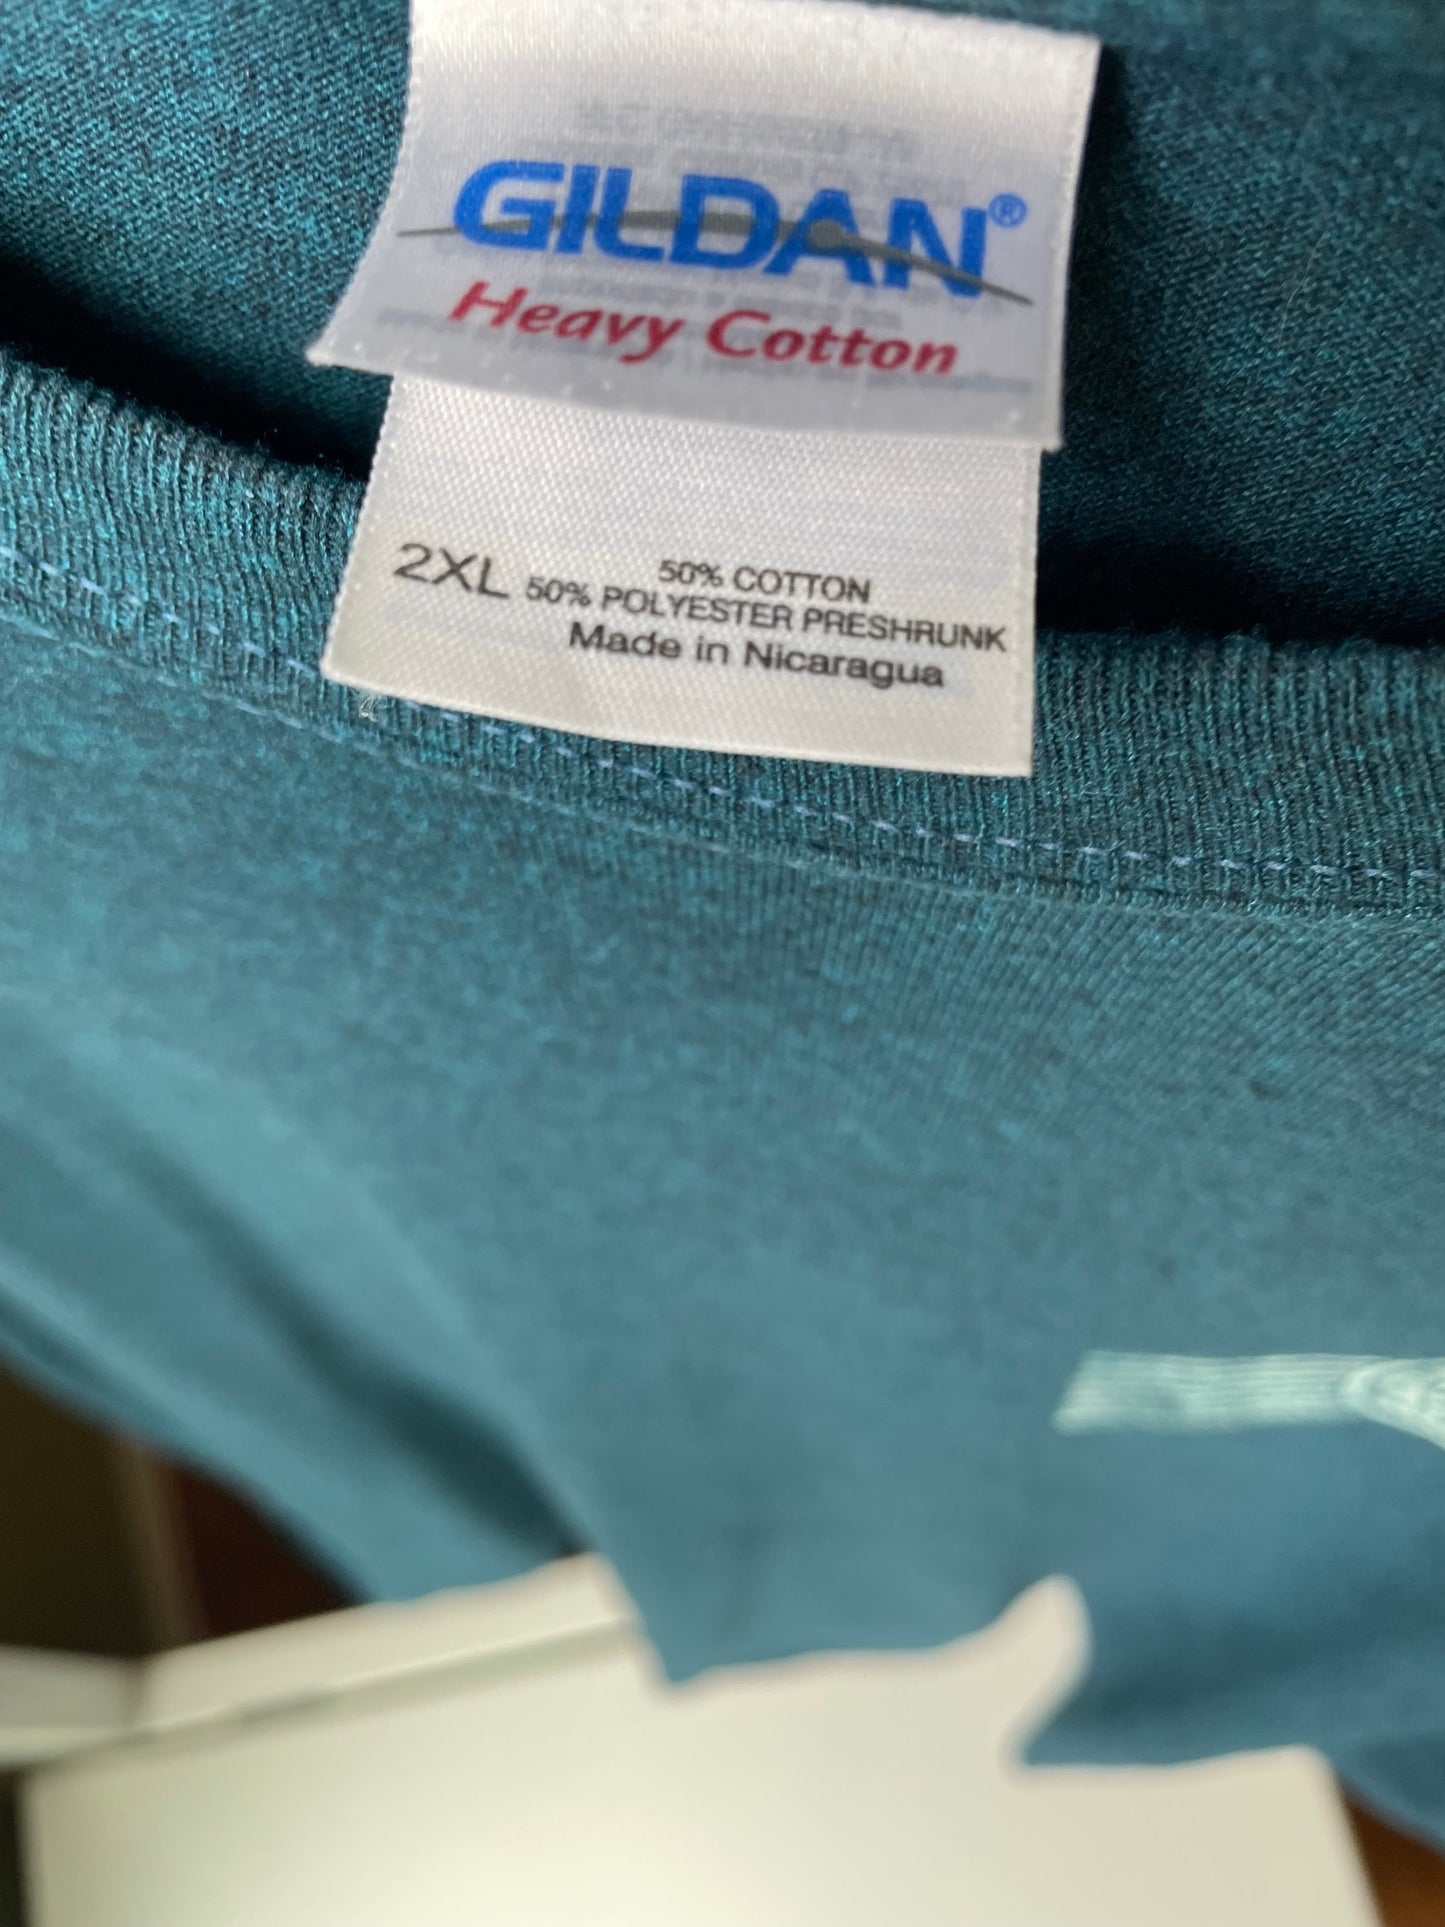 GILDAN®
Heavy Cotton
2XL
50% COTTON
50% POLYESTER PRESHRUNK
Made in Nicaragua